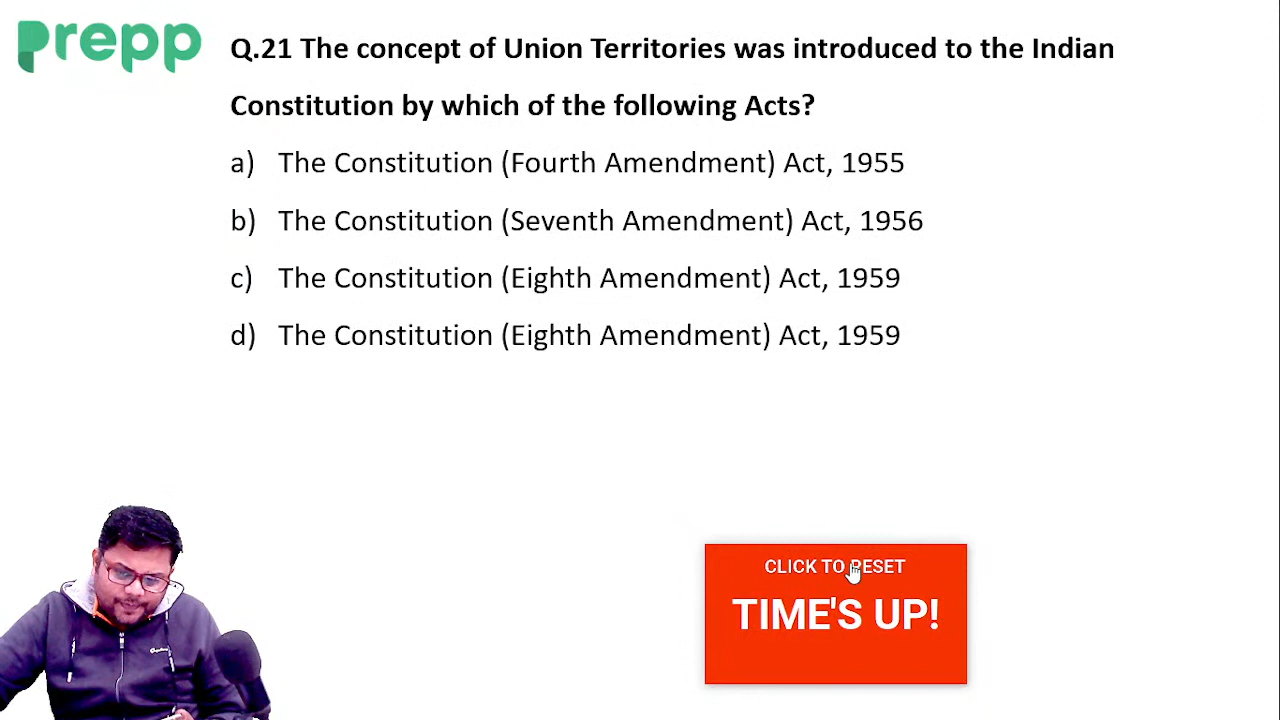 prepp
Q.21 The concept of Union Territories was introduced to the Indian
Constitution by which of the following Acts?
a) The Constitution (Fourth Amendment) Act, 1955
b) The Constitution (Seventh Amendment) Act, 1956
c) The Constitution (Eighth Amendment) Act, 1959
d) The Constitution (Eighth Amendment) Act, 1959
CLICK TO RESET
TIME'S UP!